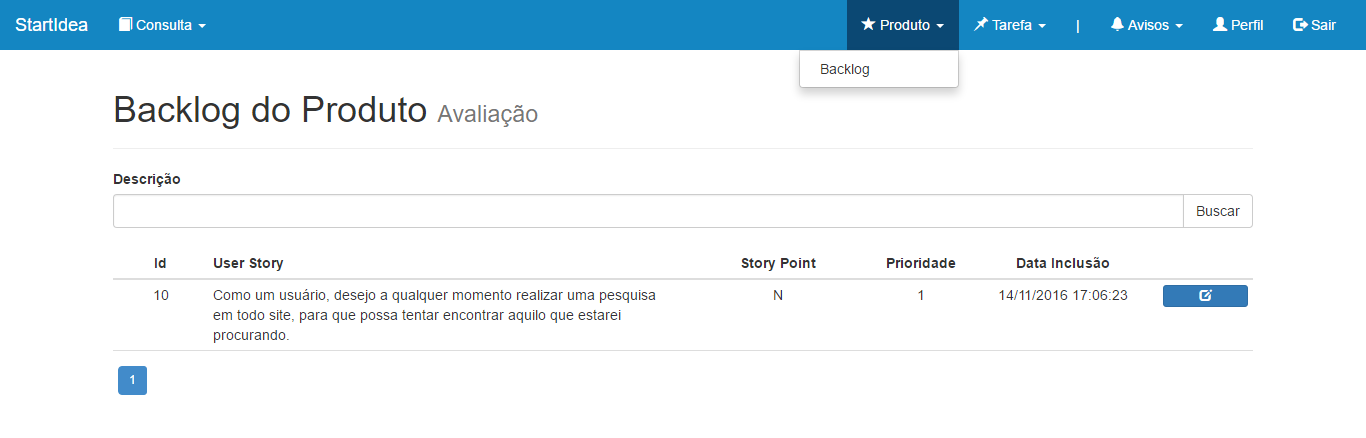 StartIdea Consulta Produto Tarefa | Avisos Perfil Sair
Backlog
Backlog do Produto Avaliação
Descrição
Buscar
Id User Story Story Point Prioridade Data Inclusão
10 Como um usuário, desejo a qualquer momento realizar uma pesquisa N 1 14/11/2016 17:06:23
em todo site, para que possa tentar encontrar aquilo que estarei
procurando.
1